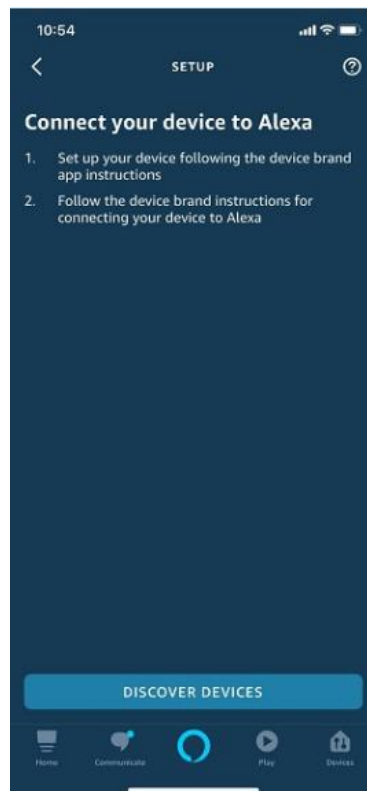 10:54
SETUP
Connect your device to Alexa
1. Set up your device following the device brand
app instructions
2. Follow the device brand instructions for
connecting your device to Alexa
DISCOVER DEVICES
Home Communicate Play Devices